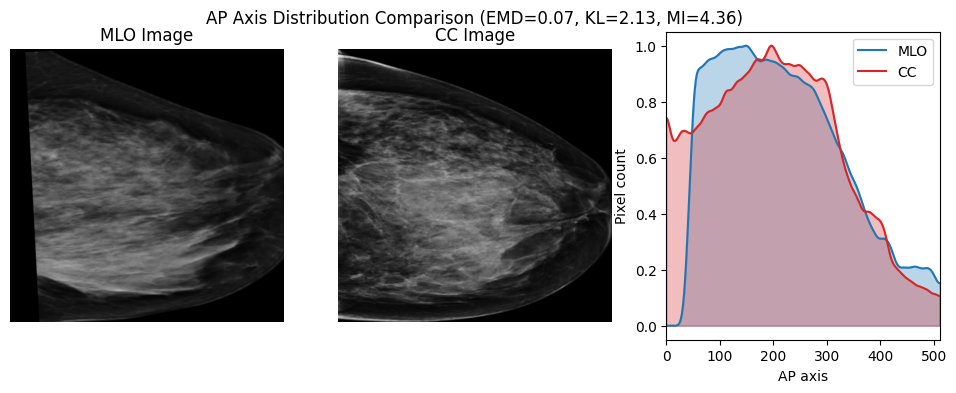 AP Axis Distribution Comparison (EMD=0.07, KL=2.13, MI=4.36)
MLO Image
CC Image
MLO
CC
Pixel count
1.0
0.8
0.6
0.4
0.2
0.0
0 100 200 300 400 500
AP axis